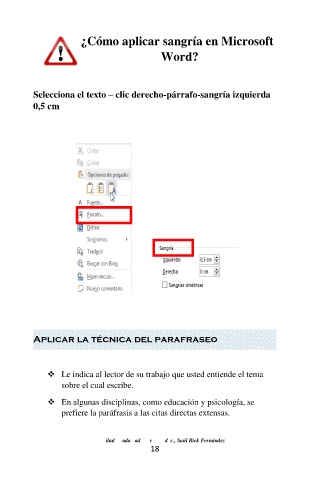 ¿Cómo aplicar sangría en Microsoft
Word?
Selecciona el texto – clic derecho-párrafo-sangría izquierda
0,5 cm
Cortar
Copiar
Opciones de pegado:
A
A Fuente...
Párrafo...
Definir
Sinónimos
Traducir
Buscar con Bing
Hipervínculo...
Nuevo comentario
Sangría
Izquierdo: 0,5 cm
Derecho: 0 cm
Sangrías simétricas
APLICAR LA TÉCNICA DEL PARAFRASEO
❖ Le indica al lector de su trabajo que usted entiende el tema
sobre el cual escribe.
❖ En algunas disciplinas, como educación y psicología, se
prefiere la paráfrasis a las citas directas extensas.
Saúl Rick Fernández
18